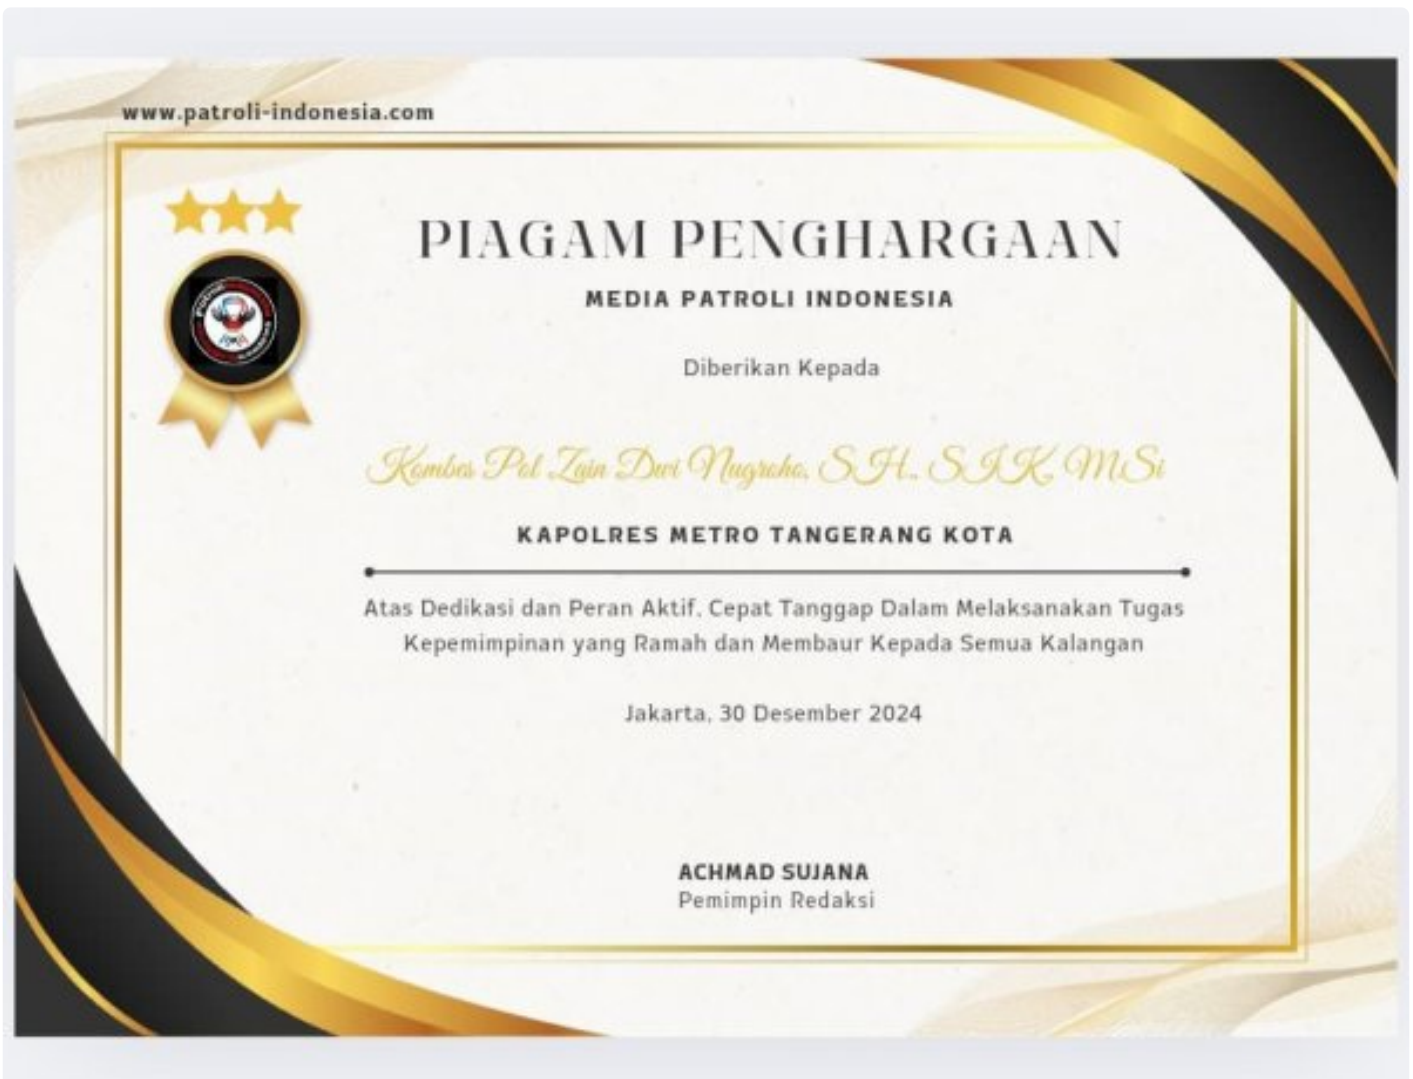 www.patroli-indonesia.com
PIAGAM PENGHARGAAN
MEDIA PATROLI INDONESIA
Diberikan Kepada
Kombes Pol Zain Dwi Nugroho, S.H., S.I.K, M.Si
KAPOLRES METRO TANGERANG KOTA
Atas Dedikasi dan Peran Aktif, Cepat Tanggap Dalam Melaksanakan Tugas
Kepemimpinan yang Ramah dan Membaur Kepada Semua Kalangan
Jakarta, 30 Desember 2024
ACHMAD SUJANA
Pemimpin Redaksi